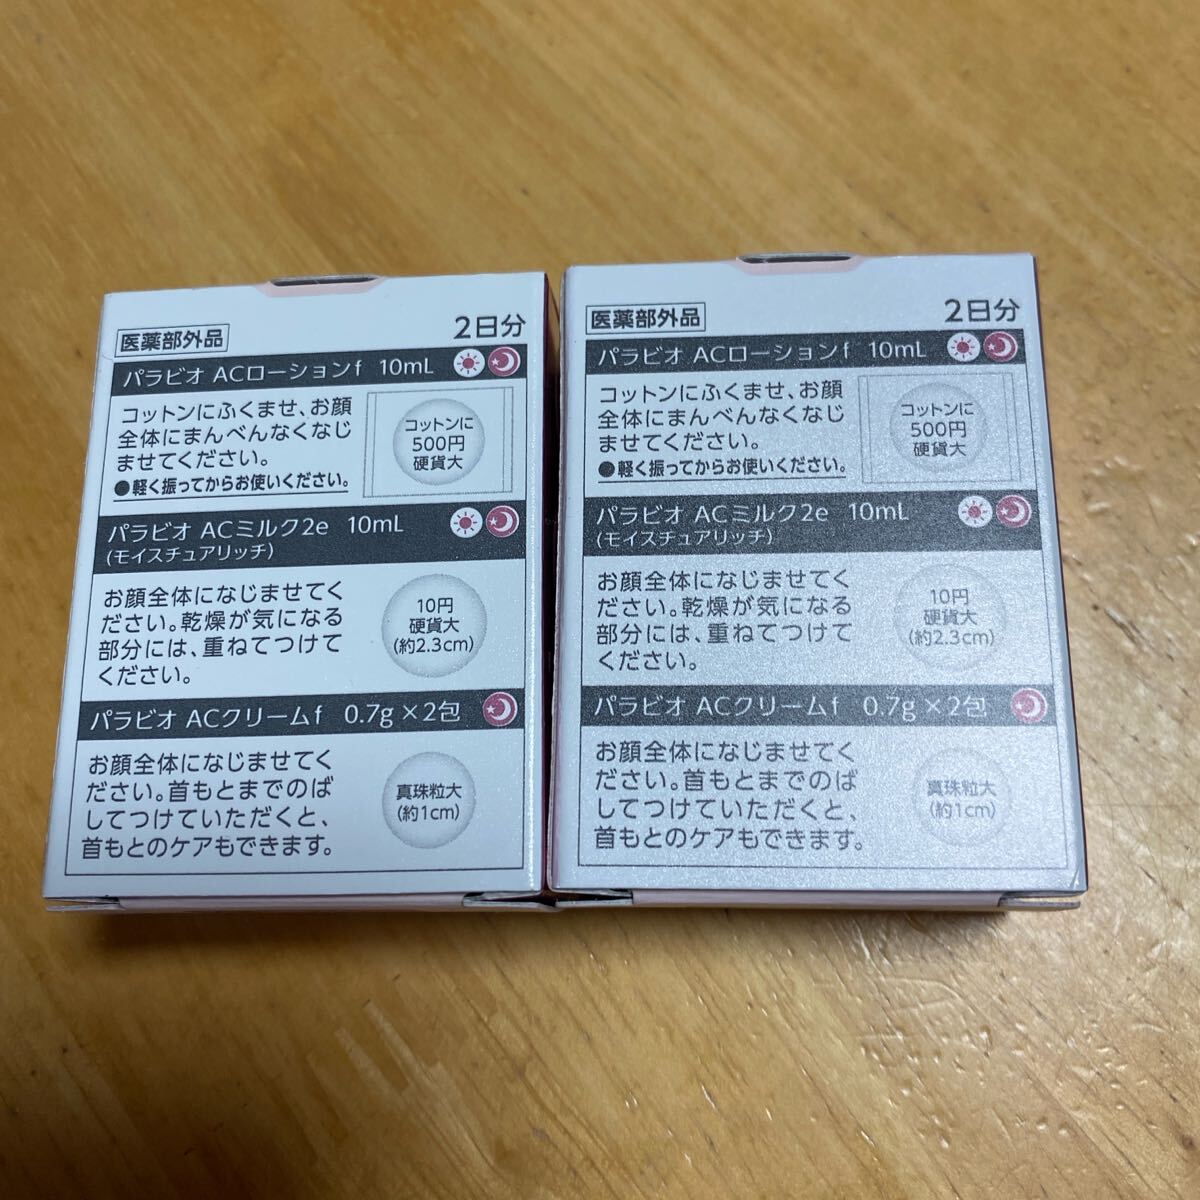 医薬部外品 2日分
パラビオ ACローションf 10mL
コットンにふくませ、お顔
全体にまんべんなくなじ
ませてください。
●軽く振ってからお使いください。
コットンに
500円
硬貨大
パラビオ ACミルク2e 10mL
(モイスチュアリッチ)
お顔全体になじませてく
ださい。乾燥が気になる
部分には、重ねてつけて
ください。
10円
硬貨大
(約2.3cm)
パラビオ ACクリームf 0.7g×2包
お顔全体になじませてく
ださい。首もとまでのば
してつけていただくと、
首もとのケアもできます。
真珠粒大
(約1cm)
医薬部外品 2日分
パラビオ ACローションf 10mL
コットンにふくませ、お顔
全体にまんべんなくなじ
ませてください。
●軽く振ってからお使いください。
コットンに
500円
硬貨大
パラビオ ACミルク2e 10mL
(モイスチュアリッチ)
お顔全体になじませてく
ださい。乾燥が気になる
部分には、重ねてつけて
ください。
10円
硬貨大
(約2.3cm)
パラビオ ACクリームf 0.7g×2包
お顔全体になじませてく
ださい。首もとまでのば
してつけていただくと、
首もとのケアもできます。
真珠粒大
(約1cm)